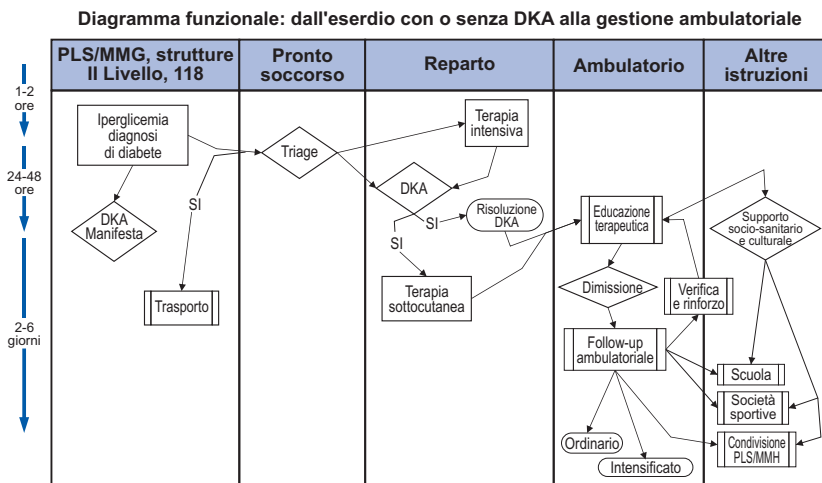 Diagramma funzionale: dall'eserdio con o senza DKA alla gestione ambulatoriale
PLS/MMG, strutture
II Livello, 118
Pronto
soccorso
Reparto
Ambulatorio
Altre
istruzioni
1-2
ore
24-48
ore
2-6
giorni
Iperglicemia
diagnosi
di diabete
DKA
Manifesta
SI
Trasporto
Triage
Terapia
intensiva
DKA
SI
SI
Risoluzione
DKA
Terapia
sottocutanea
Educazione
terapeutica
Dimissione
Verifica
e rinforzo
Follow-up
ambulatoriale
Ordinario
Intensificato
Supporto
socio-sanitario
e culturale
Scuola
Società
sportive
Condivisione
PLS/MMH